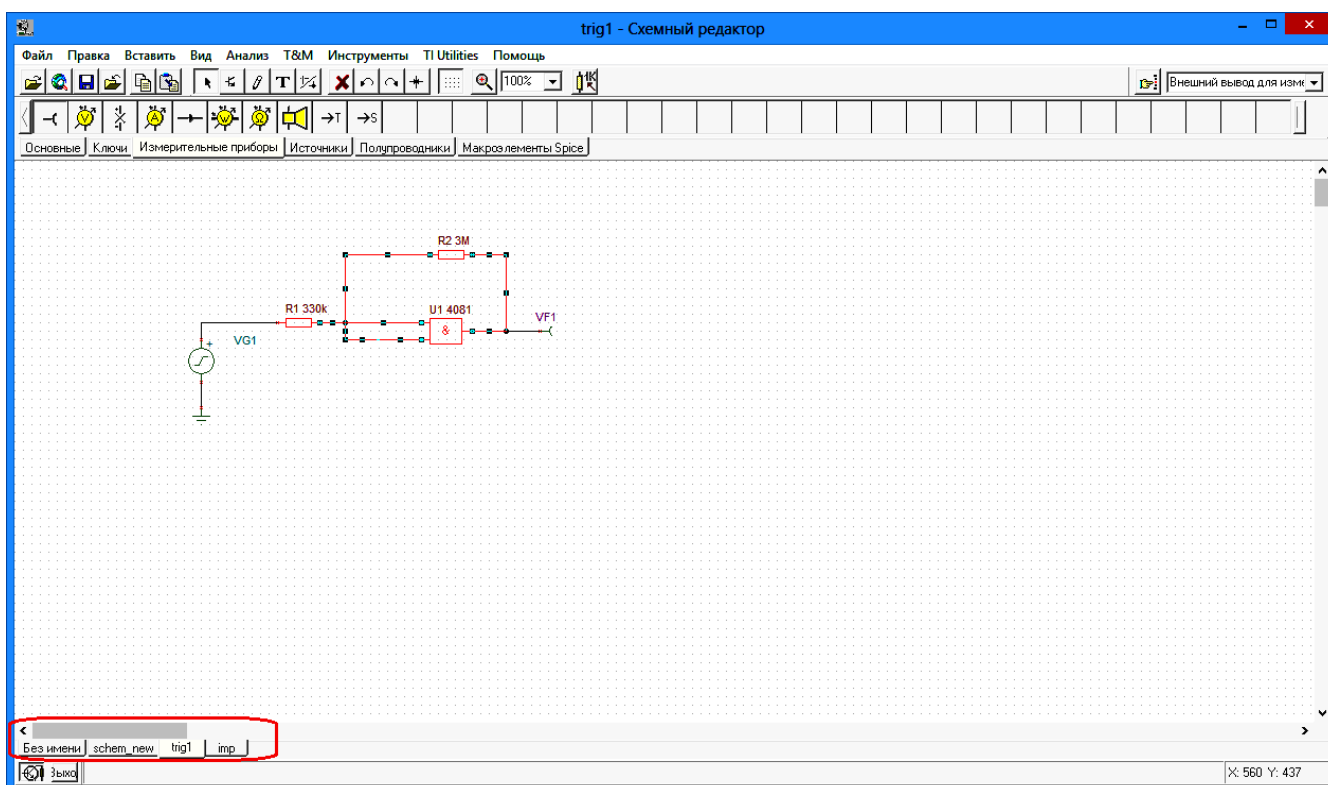 trig1 - Схемный редактор
Файл Правка Вставить Вид Анализ T&M Инструменты TI Utilities Помощь
T 100% 1K Внешний вывод для изме
V A W Ω →T →S
Основные Ключи Измерительные приборы Источники Полупроводники Макроэлементы Spice
R2 3M
R1 330k U1 4081 VF1
&
+ VG1
Без имени schem_new trig1 imp
Выхо X: 560 Y: 437